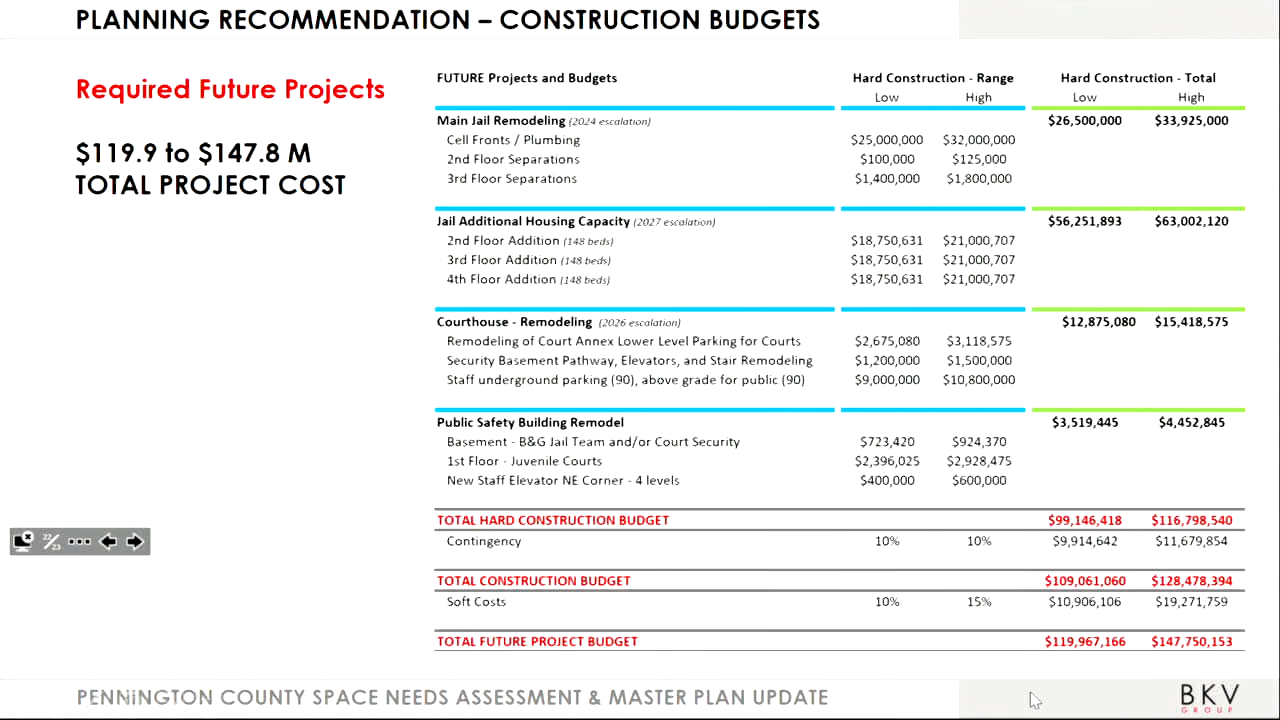 PLANNING RECOMMENDATION – CONSTRUCTION BUDGETS
Required Future Projects
$119.9 to $147.8 M
TOTAL PROJECT COST
FUTURE Projects and Budgets Hard Construction - Range Hard Construction - Total
Low High Low High
Main Jail Remodeling (2024 escalation) $26,500,000 $33,925,000
Cell Fronts / Plumbing $25,000,000 $32,000,000
2nd Floor Separations $100,000 $125,000
3rd Floor Separations $1,400,000 $1,800,000
Jail Additional Housing Capacity (2027 escalation) $56,251,893 $63,002,120
2nd Floor Addition (148 beds) $18,750,631 $21,000,707
3rd Floor Addition (148 beds) $18,750,631 $21,000,707
4th Floor Addition (148 beds) $18,750,631 $21,000,707
Courthouse - Remodeling (2026 escalation) $12,875,080 $15,418,575
Remodeling of Court Annex Lower Level Parking for Courts $2,675,080 $3,118,575
Security Basement Pathway, Elevators, and Stair Remodeling $1,200,000 $1,500,000
Staff underground parking (90), above grade for public (90) $9,000,000 $10,800,000
Public Safety Building Remodel $3,519,445 $4,452,845
Basement - B&G Jail Team and/or Court Security $723,420 $924,370
1st Floor - Juvenile Courts $2,396,025 $2,928,475
New Staff Elevator NE Corner - 4 levels $400,000 $600,000
TOTAL HARD CONSTRUCTION BUDGET $99,146,418 $116,798,540
Contingency 10% 10% $9,914,642 $11,679,854
TOTAL CONSTRUCTION BUDGET $109,061,060 $128,478,394
Soft Costs 10% 15% $10,906,106 $19,271,759
TOTAL FUTURE PROJECT BUDGET $119,967,166 $147,750,153
22/23
PENNINGTON COUNTY SPACE NEEDS ASSESSMENT & MASTER PLAN UPDATE
BKV
GROUP